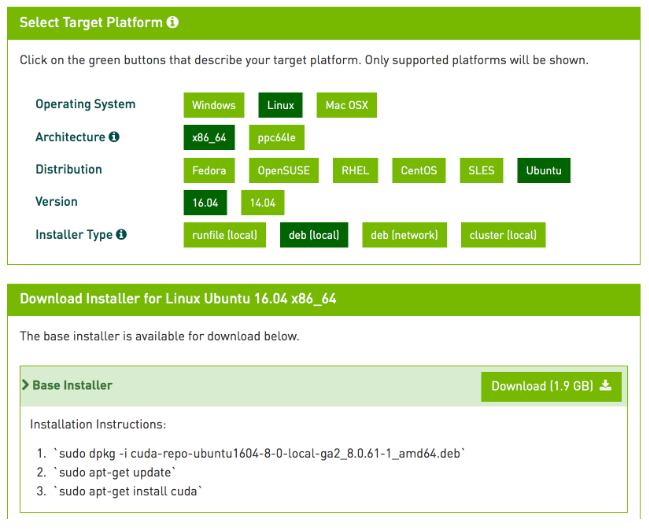 Select Target Platform
Click on the green buttons that describe your target platform. Only supported platforms will be shown.
Operating System Windows Linux Mac OSX
Architecture x86_64 ppc64le
Distribution Fedora OpenSUSE RHEL CentOS SLES Ubuntu
Version 16.04 14.04
Installer Type runfile (local) deb (local) deb (network) cluster (local)
Download Installer for Linux Ubuntu 16.04 x86_64
The base installer is available for download below.
Base Installer Download (1.9 GB)
Installation Instructions:
1. `sudo dpkg -i cuda-repo-ubuntu1604-8-0-local-ga2_8.0.61-1_amd64.deb`
2. `sudo apt-get update`
3. `sudo apt-get install cuda`